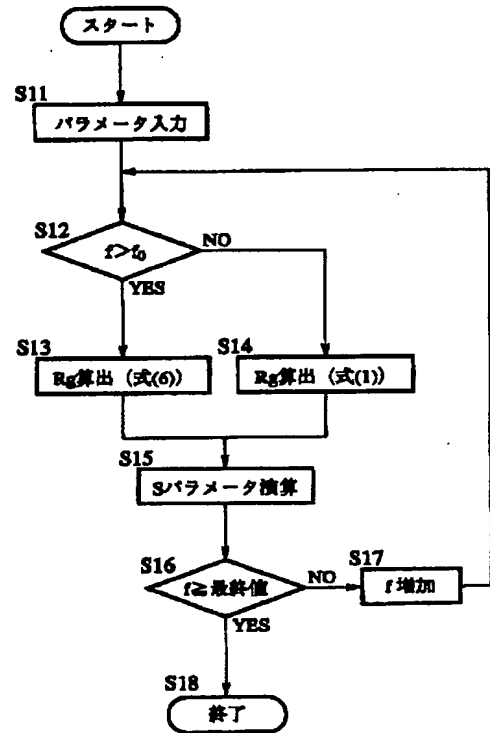 スタート
S11
パラメータ入力
S12
f>f₀
NO
YES
S13
Rg算出 (式(6))
S14
Rg算出 (式(1))
S15
Sパラメータ演算
S16
f≧最終値
NO
S17
f 増加
YES
S18
終了